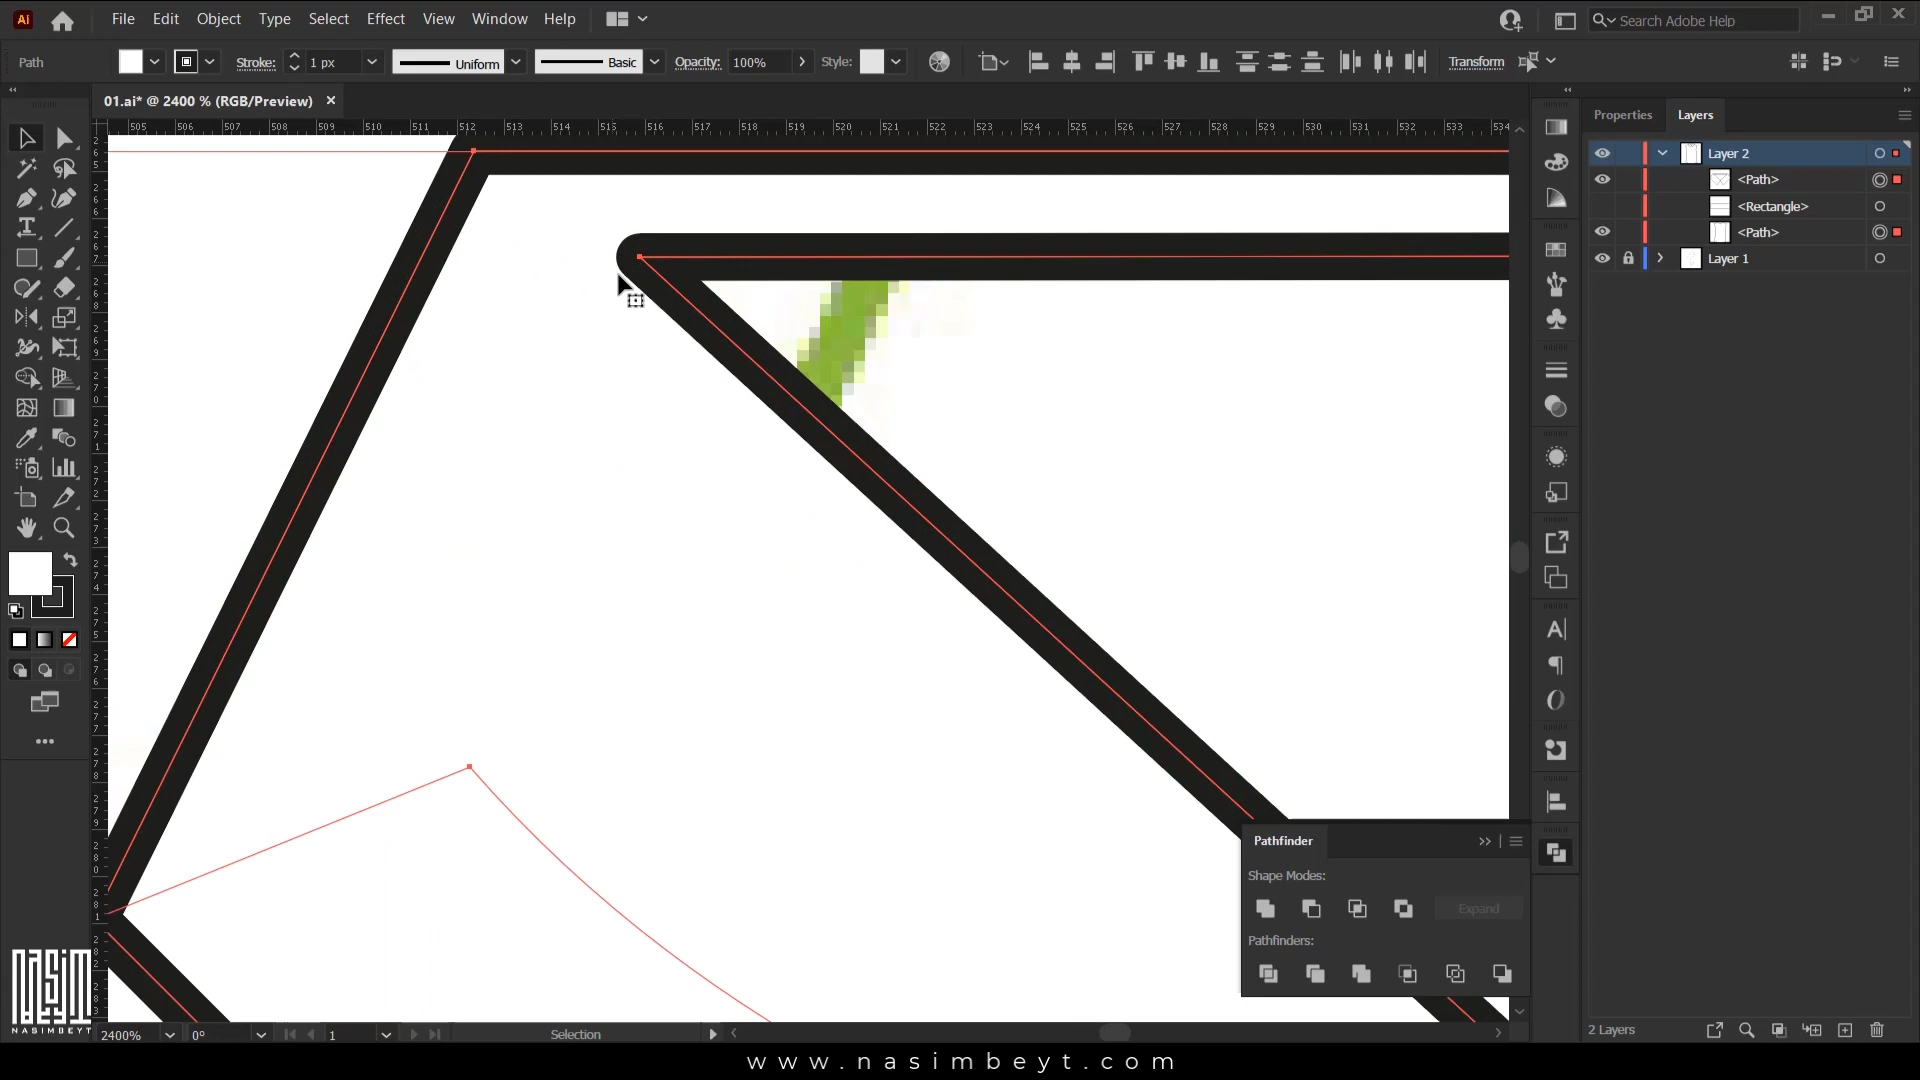 Ai File Edit Object Type Select Effect View Window Help Search Adobe Help
Path Stroke: 1 px Uniform Basic Opacity: 100% Style: Transform
01.ai* @ 2400 % (RGB/Preview)
505 506 507 508 509 510 511 512 513 514 515 516 517 518 519 520 521 522 523 524 525 526 527 528 529 530 531 532 533 534
Properties Layers
Layer 2
<Path>
<Rectangle>
<Path>
Layer 1
Pathfinder
Shape Modes:
Expand
Pathfinders:
NASIMBEYT
2400% 0° 1 Selection
2 Layers
www.nasimbeyt.com